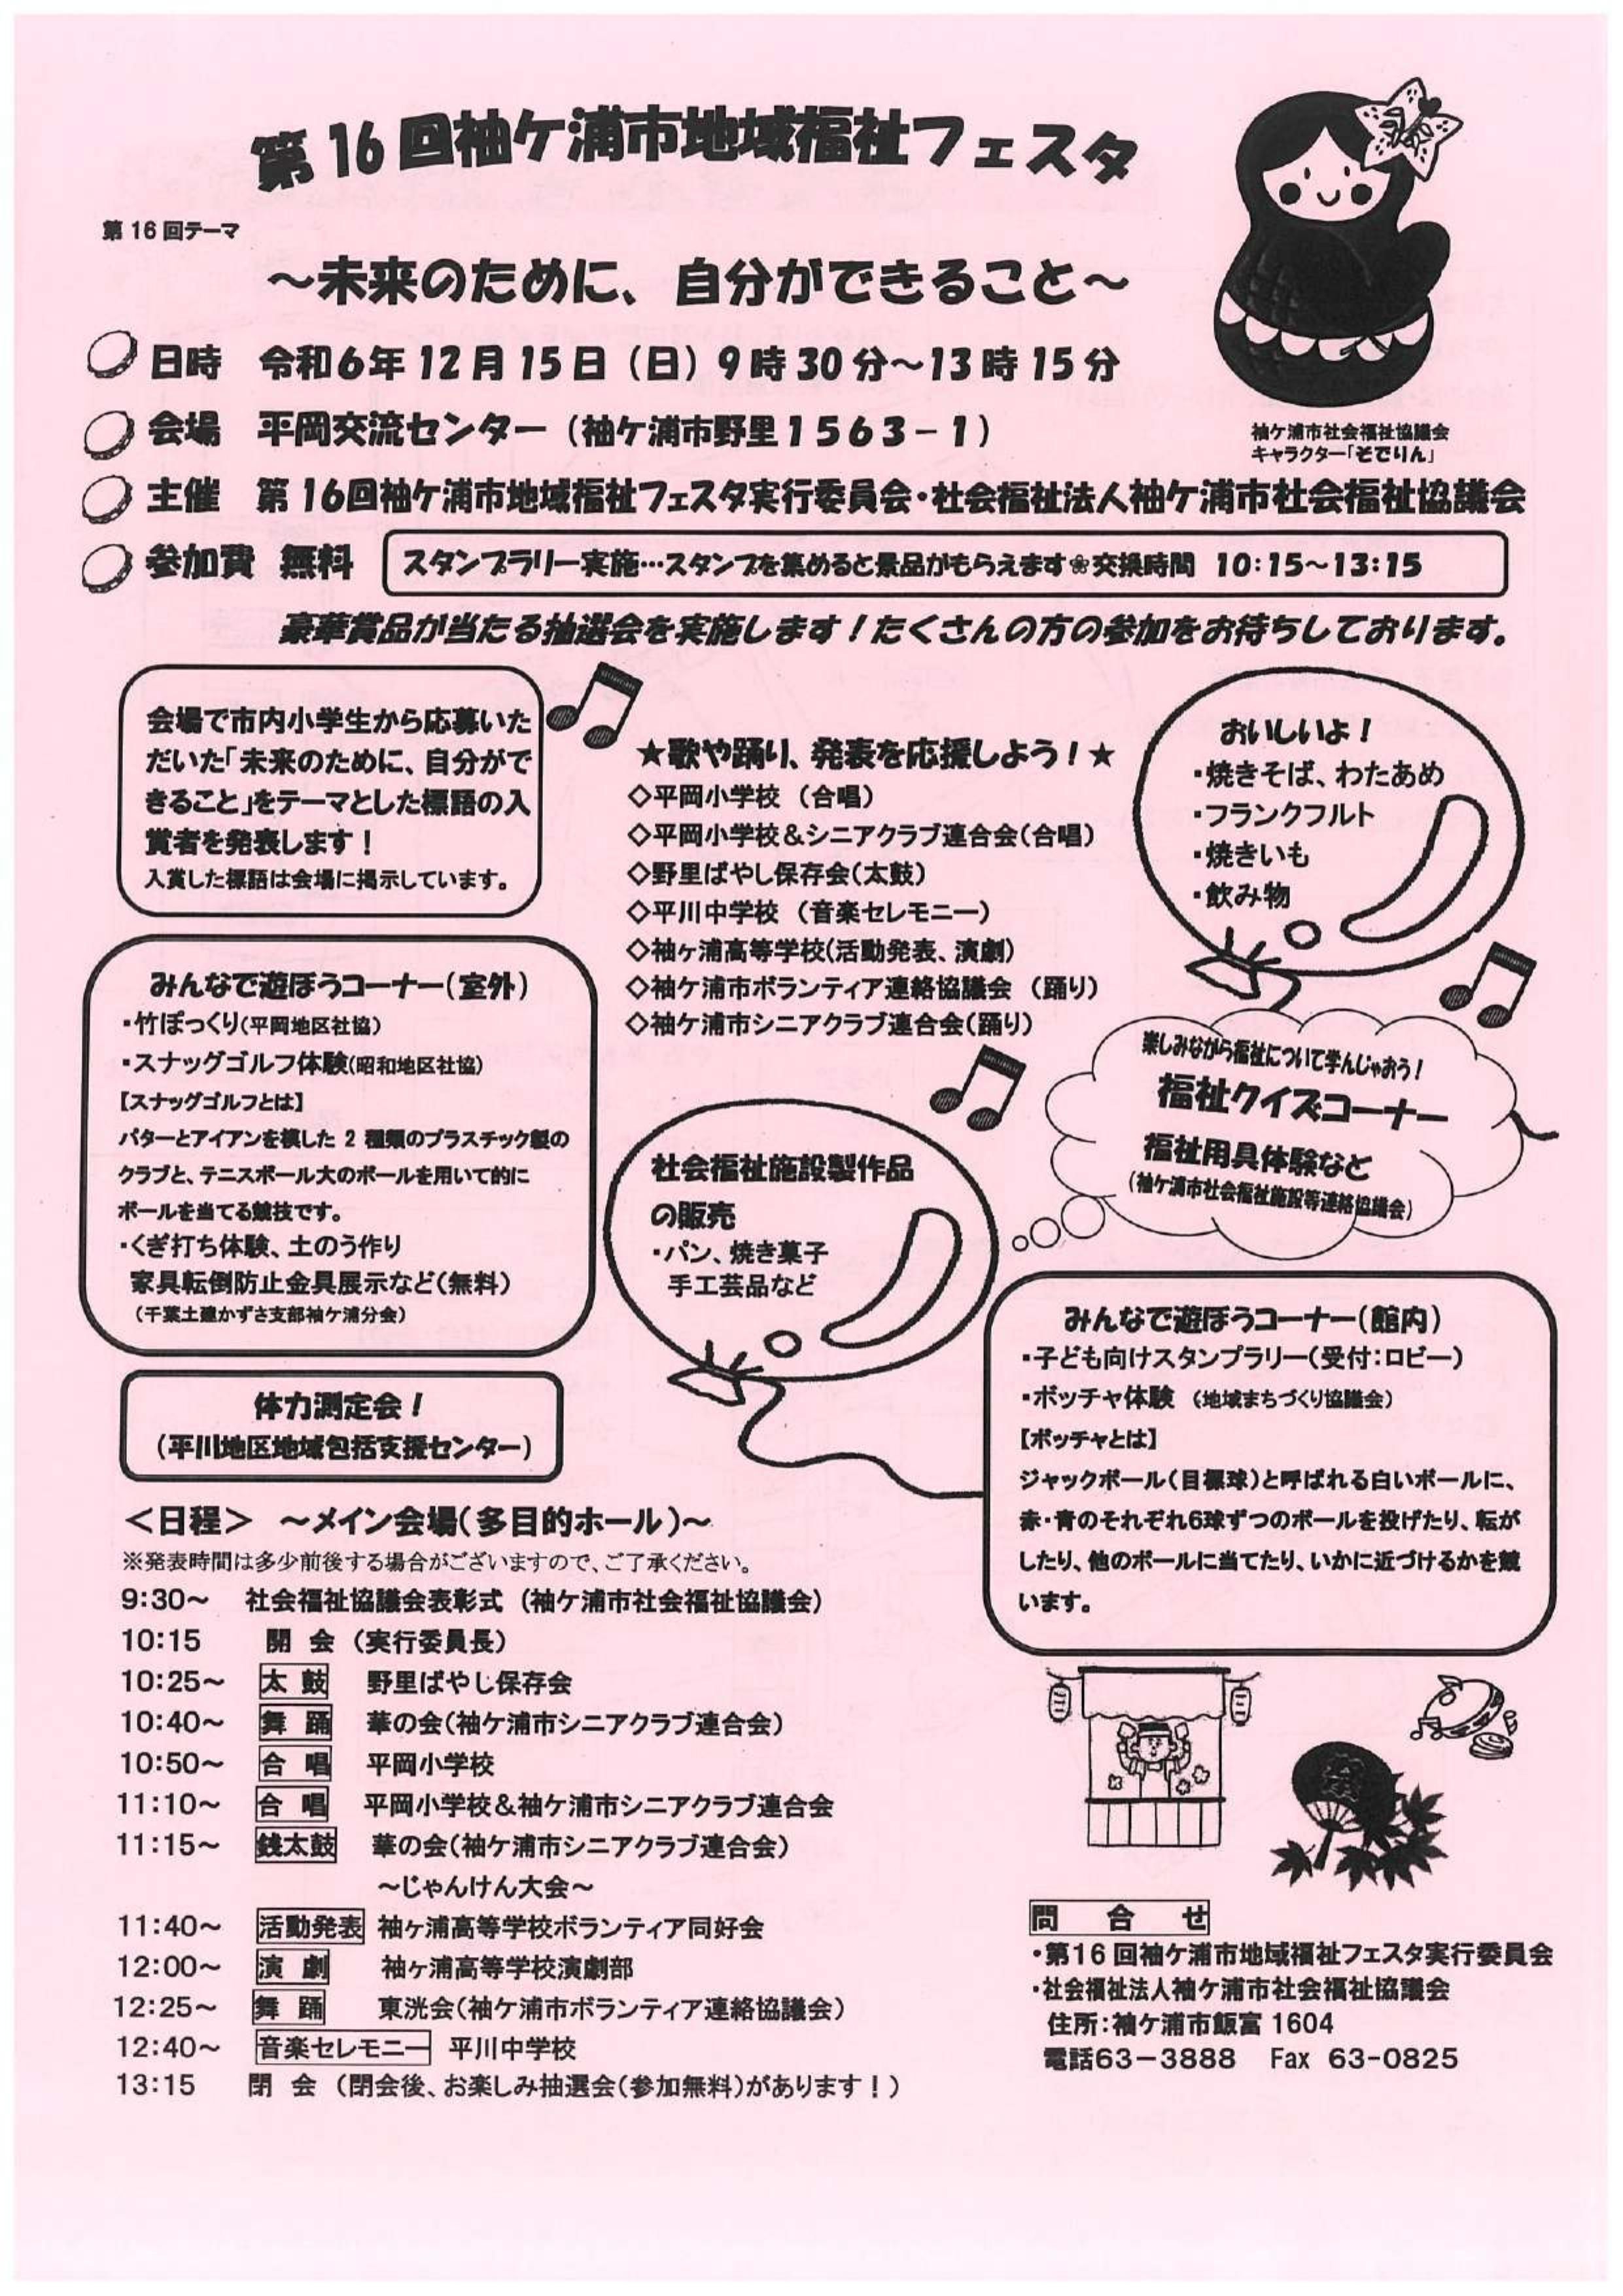 第16回袖ケ浦市地域福祉フェスタ
第16回テーマ
～未来のために、自分ができること～
日時　令和6年12月15日（日）9時30分～13時15分
会場　平岡交流センター（袖ケ浦市野里1563－1）
主催　第16回袖ケ浦市地域福祉フェスタ実行委員会・社会福祉法人袖ケ浦市社会福祉協議会
参加費　無料
スタンプラリー実施…スタンプを集めると景品がもらえます❀交換時間　10：15～13：15
袖ケ浦市社会福祉協議会
キャラクター「そでりん」
豪華賞品が当たる抽選会を実施します！たくさんの方の参加をお待ちしております。
会場で市内小学生から応募いた
だいた「未来のために、自分がで
きること」をテーマとした標語の入
賞者を発表します！
入賞した標語は会場に掲示しています。
★歌や踊り、発表を応援しよう！★
◇平岡小学校（合唱）
◇平岡小学校＆シニアクラブ連合会（合唱）
◇野里ばやし保存会（太鼓）
◇平川中学校（音楽セレモニー）
◇袖ヶ浦高等学校(活動発表、演劇）
◇袖ケ浦市ボランティア連絡協議会（踊り）
◇袖ケ浦市シニアクラブ連合会（踊り）
おいしいよ！
・焼きそば、わたあめ
・フランクフルト
・焼きいも
・飲み物
みんなで遊ぼうコーナー（室外）
・竹ぽっくり（平岡地区社協）
・スナッグゴルフ体験（昭和地区社協）
【スナッグゴルフとは】
パターとアイアンを模した 2 種類のプラスチック製の
クラブと、テニスボール大のボールを用いて的に
ボールを当てる競技です。
・くぎ打ち体験、土のう作り
家具転倒防止金具展示など（無料）
（千葉土建かずさ支部袖ケ浦分会）
楽しみながら福祉について学んじゃおう！
福祉クイズコーナー
福祉用具体験など
（袖ケ浦市社会福祉施設等連絡協議会）
社会福祉施設製作品
の販売
・パン、焼き菓子
手工芸品など
みんなで遊ぼうコーナー（館内）
・子ども向けスタンプラリー（受付：ロビー）
・ボッチャ体験　（地域まちづくり協議会）
【ボッチャとは】
ジャックボール（目標球）と呼ばれる白いボールに、
赤・青のそれぞれ6球ずつのボールを投げたり、転が
したり、他のボールに当てたり、いかに近づけるかを競
います。
体力測定会！
（平川地区地域包括支援センター）
＜日程＞　～メイン会場（多目的ホール）～
※発表時間は多少前後する場合がございますので、ご了承ください。
9：30～　社会福祉協議会表彰式（袖ケ浦市社会福祉協議会）
10：15　開　会（実行委員長）
10：25～　太　鼓　野里ばやし保存会
10：40～　舞　踊　華の会（袖ケ浦市シニアクラブ連合会）
10：50～　合　唱　平岡小学校
11：10～　合　唱　平岡小学校＆袖ケ浦市シニアクラブ連合会
11：15～　銭太鼓　華の会（袖ケ浦市シニアクラブ連合会）
～じゃんけん大会～
11：40～　活動発表　袖ヶ浦高等学校ボランティア同好会
12：00～　演　劇　袖ヶ浦高等学校演劇部
12：25～　舞　踊　東洸会（袖ケ浦市ボランティア連絡協議会）
12：40～　音楽セレモニー　平川中学校
13：15　閉　会（閉会後、お楽しみ抽選会（参加無料）があります！）
祭
問　合　せ
・第16回袖ケ浦市地域福祉フェスタ実行委員会
・社会福祉法人袖ケ浦市社会福祉協議会
住所：袖ケ浦市飯富 1604
電話63－3888　Fax　63-0825